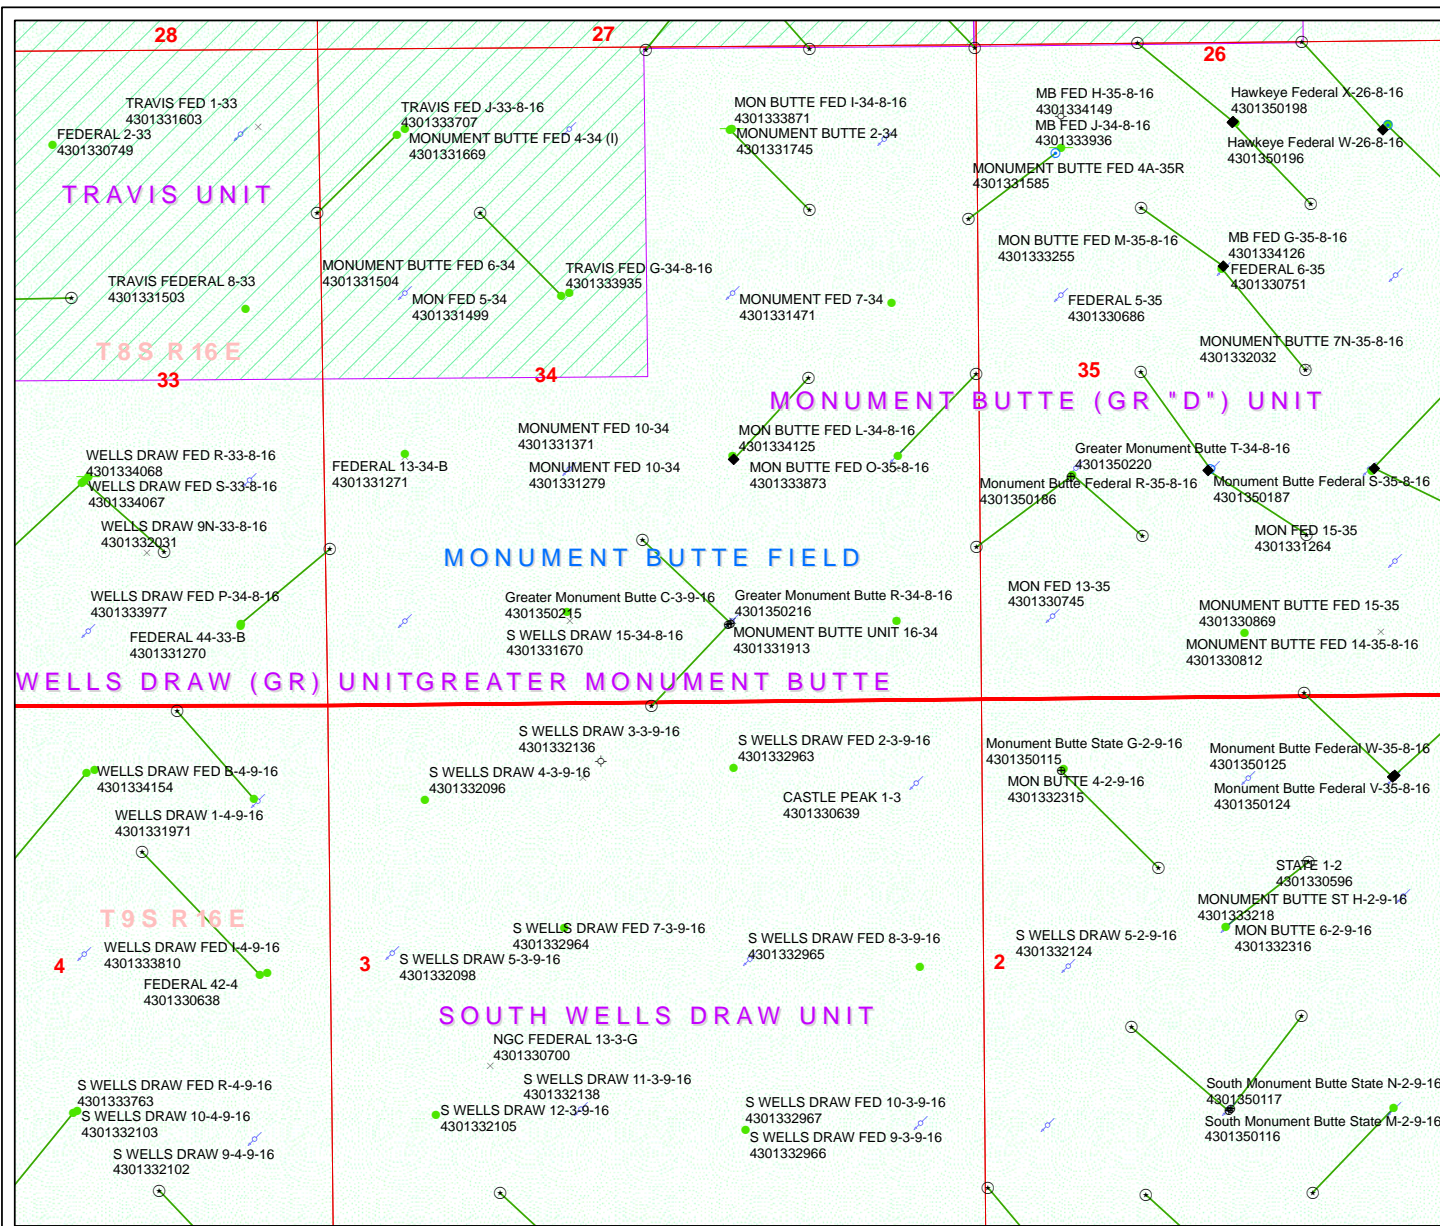 28
27
26
TRAVIS FED 1-33
4301331603
FEDERAL 2-33
4301330749
TRAVIS FED J-33-8-16
4301333707
MONUMENT BUTTE FED 4-34 (I)
4301331669
MON BUTTE FED I-34-8-16
4301333871
MONUMENT BUTTE 2-34
4301331745
MB FED H-35-8-16
4301334149
MB FED J-34-8-16
4301333936
MONUMENT BUTTE FED 4A-35R
4301331585
Hawkeye Federal X-26-8-16
4301350198
Hawkeye Federal W-26-8-16
4301350196
TRAVIS UNIT
TRAVIS FEDERAL 8-33
4301331503
MONUMENT BUTTE FED 6-34
4301331504
MON FED 5-34
4301331499
TRAVIS FED G-34-8-16
4301333935
MONUMENT FED 7-34
4301331471
MON BUTTE FED M-35-8-16
4301333255
FEDERAL 5-35
4301330686
MB FED G-35-8-16
4301334126
FEDERAL 6-35
4301330751
MONUMENT BUTTE 7N-35-8-16
4301332032
T8S R16E
33
34
35
MONUMENT BUTTE (GR "D") UNIT
WELLS DRAW FED R-33-8-16
4301334068
WELLS DRAW FED S-33-8-16
4301334067
WELLS DRAW 9N-33-8-16
4301332031
FEDERAL 13-34-B
4301331271
MONUMENT FED 10-34
4301331371
MONUMENT FED 10-34
4301331279
MON BUTTE FED L-34-8-16
4301334125
MON BUTTE FED O-35-8-16
4301333873
Greater Monument Butte T-34-8-16
4301350220
Monument Butte Federal R-35-8-16
4301350186
Monument Butte Federal S-35-8-16
4301350187
MON FED 15-35
4301331264
MONUMENT BUTTE FIELD
WELLS DRAW FED P-34-8-16
4301333977
FEDERAL 44-33-B
4301331270
Greater Monument Butte C-3-9-16
4301350215
S WELLS DRAW 15-34-8-16
4301331670
Greater Monument Butte R-34-8-16
4301350216
MONUMENT BUTTE UNIT 16-34
4301331913
MON FED 13-35
4301330745
MONUMENT BUTTE FED 15-35
4301330869
MONUMENT BUTTE FED 14-35-8-16
4301330812
WELLS DRAW (GR) UNIT
GREATER MONUMENT BUTTE
WELLS DRAW FED B-4-9-16
4301334154
WELLS DRAW 1-4-9-16
4301331971
S WELLS DRAW 3-3-9-16
4301332136
S WELLS DRAW 4-3-9-16
4301332096
S WELLS DRAW FED 2-3-9-16
4301332963
CASTLE PEAK 1-3
4301330639
Monument Butte State G-2-9-16
4301350115
MON BUTTE 4-2-9-16
4301332315
Monument Butte Federal W-35-8-16
4301350125
Monument Butte Federal V-35-8-16
4301350124
STATE 1-2
4301330596
MONUMENT BUTTE ST H-2-9-16
4301333218
MON BUTTE 6-2-9-16
4301332316
T9S R16E
WELLS DRAW FED I-4-9-16
4301333810
FEDERAL 42-4
4301330638
4
3
2
S WELLS DRAW FED 7-3-9-16
4301332964
S WELLS DRAW 5-3-9-16
4301332098
S WELLS DRAW FED 8-3-9-16
4301332965
S WELLS DRAW 5-2-9-16
4301332124
SOUTH WELLS DRAW UNIT
NGC FEDERAL 13-3-G
4301330700
S WELLS DRAW 11-3-9-16
4301332138
S WELLS DRAW 12-3-9-16
4301332105
S WELLS DRAW FED R-4-9-16
4301333763
S WELLS DRAW 10-4-9-16
4301332103
S WELLS DRAW 9-4-9-16
4301332102
S WELLS DRAW FED 10-3-9-16
4301332967
S WELLS DRAW FED 9-3-9-16
4301332966
South Monument Butte State N-2-9-16
4301350117
South Monument Butte State M-2-9-16
4301350116